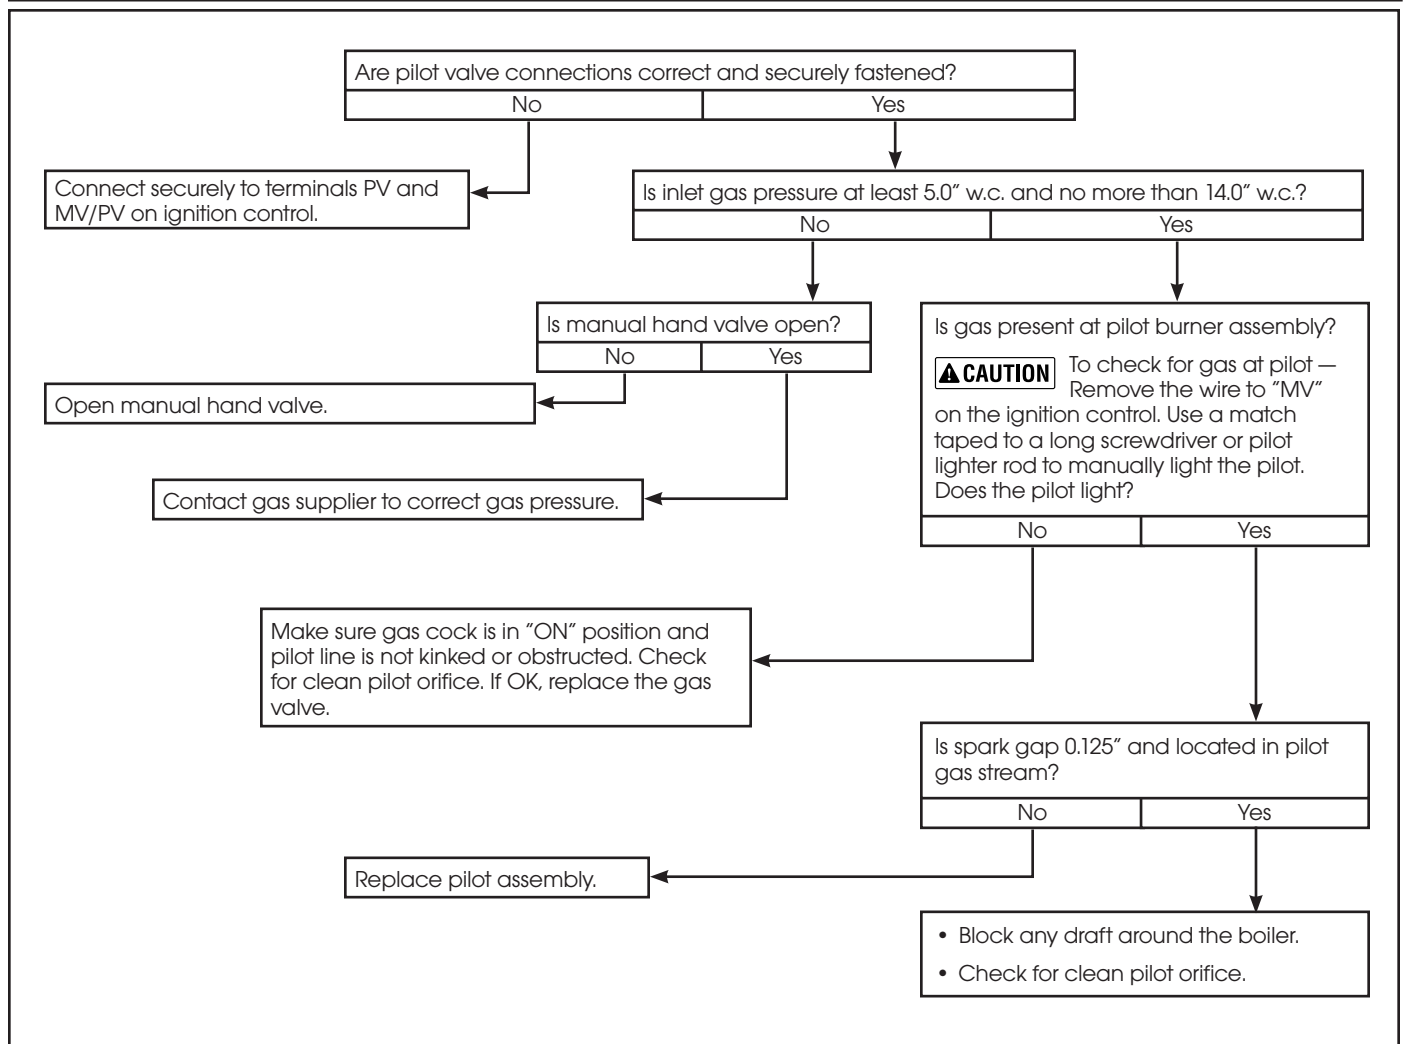 Are pilot valve connections correct and securely fastened?
No
Yes
Connect securely to terminals PV and
MV/PV on ignition control.
Is inlet gas pressure at least 5.0" w.c. and no more than 14.0" w.c.?
No
Yes
Is manual hand valve open?
No
Yes
Open manual hand valve.
Contact gas supplier to correct gas pressure.
Is gas present at pilot burner assembly?
CAUTION To check for gas at pilot —
Remove the wire to "MV"
on the ignition control. Use a match
taped to a long screwdriver or pilot
lighter rod to manually light the pilot.
Does the pilot light?
No
Yes
Make sure gas cock is in "ON" position and
pilot line is not kinked or obstructed. Check
for clean pilot orifice. If OK, replace the gas
valve.
Is spark gap 0.125" and located in pilot
gas stream?
No
Yes
Replace pilot assembly.
• Block any draft around the boiler.
• Check for clean pilot orifice.